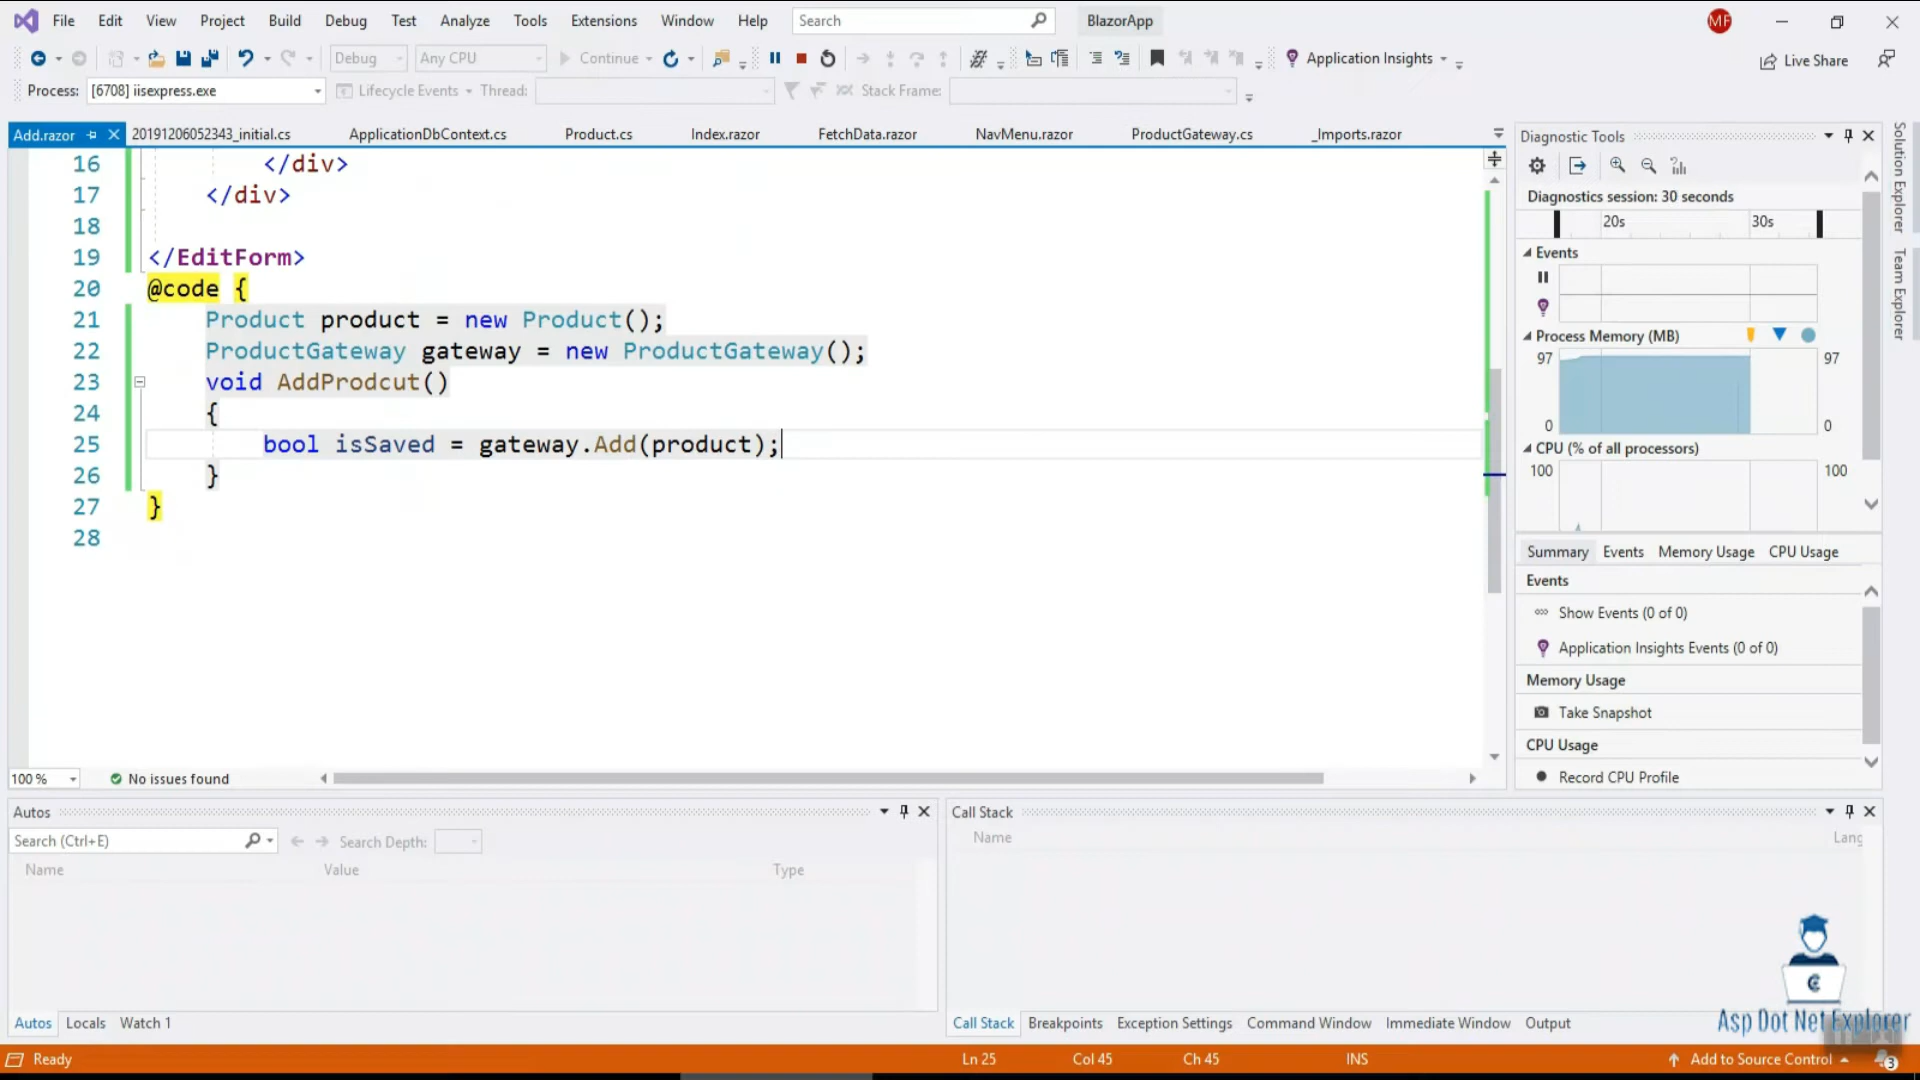 File Edit View Project Build Debug Test Analyze Tools Extensions Window Help Search BlazorApp MF
Debug Any CPU Continue Application Insights Live Share
Process: [6708] iisexpress.exe Lifecycle Events Thread: Stack Frame:
Add.razor 20191206052343_initial.cs ApplicationDbContext.cs Product.cs Index.razor FetchData.razor NavMenu.razor ProductGateway.cs _Imports.razor
16 </div>
17 </div>
18
19 </EditForm>
20 @code {
21 Product product = new Product();
22 ProductGateway gateway = new ProductGateway();
23 void AddProdcut()
24 {
25 bool isSaved = gateway.Add(product);
26 }
27 }
28
100 % No issues found
Diagnostic Tools
Diagnostics session: 30 seconds
20s 30s
Events
Process Memory (MB)
97 97
0 0
CPU (% of all processors)
100 100
Summary Events Memory Usage CPU Usage
Events
Show Events (0 of 0)
Application Insights Events (0 of 0)
Memory Usage
Take Snapshot
CPU Usage
Record CPU Profile
Solution Explorer
Team Explorer
Autos
Search (Ctrl+E) Search Depth:
Name Value Type
Autos Locals Watch 1
Call Stack
Name Lang
Call Stack Breakpoints Exception Settings Command Window Immediate Window Output
Asp Dot Net Explorer
Ready Ln 25 Col 45 Ch 45 INS Add to Source Control 3